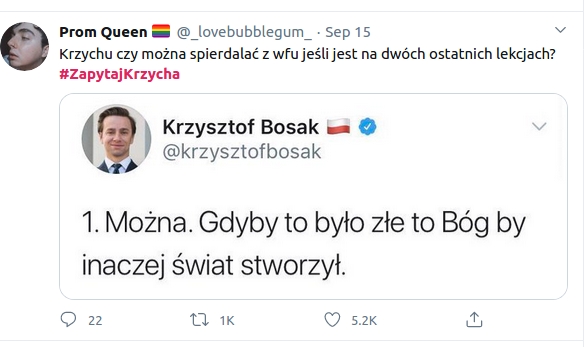 Prom Queen 🏳️‍🌈 @_lovebubblegum_ · Sep 15
Krzychu czy można spierdalać z wfu jeśli jest na dwóch ostatnich lekcjach?
#ZapytajKrzycha
Krzysztof Bosak 🇵🇱
@krzysztofbosak
1. Można. Gdyby to było złe to Bóg by
inaczej świat stworzył.
22 1K 5.2K